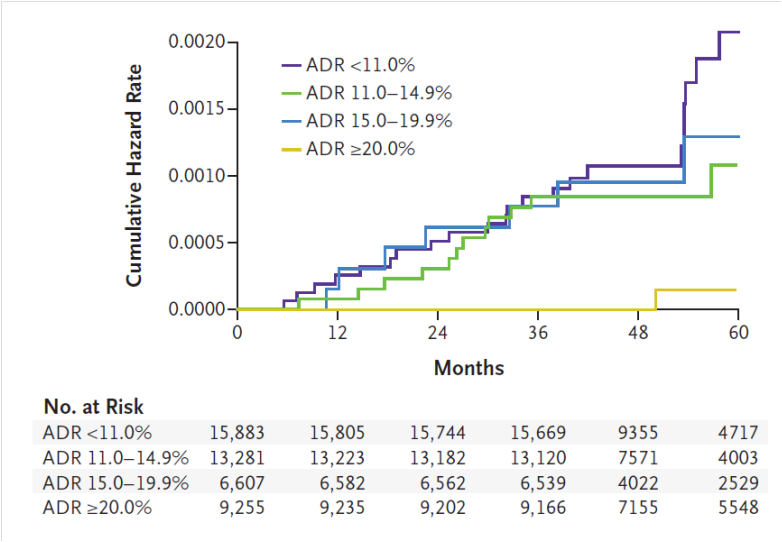 0.0020
0.0015
0.0010
0.0005
0.0000
Cumulative Hazard Rate
ADR <11.0%
ADR 11.0–14.9%
ADR 15.0–19.9%
ADR ≥20.0%
0 12 24 36 48 60
Months
No. at Risk
ADR <11.0% 15,883 15,805 15,744 15,669 9355 4717
ADR 11.0–14.9% 13,281 13,223 13,182 13,120 7571 4003
ADR 15.0–19.9% 6,607 6,582 6,562 6,539 4022 2529
ADR ≥20.0% 9,255 9,235 9,202 9,166 7155 5548